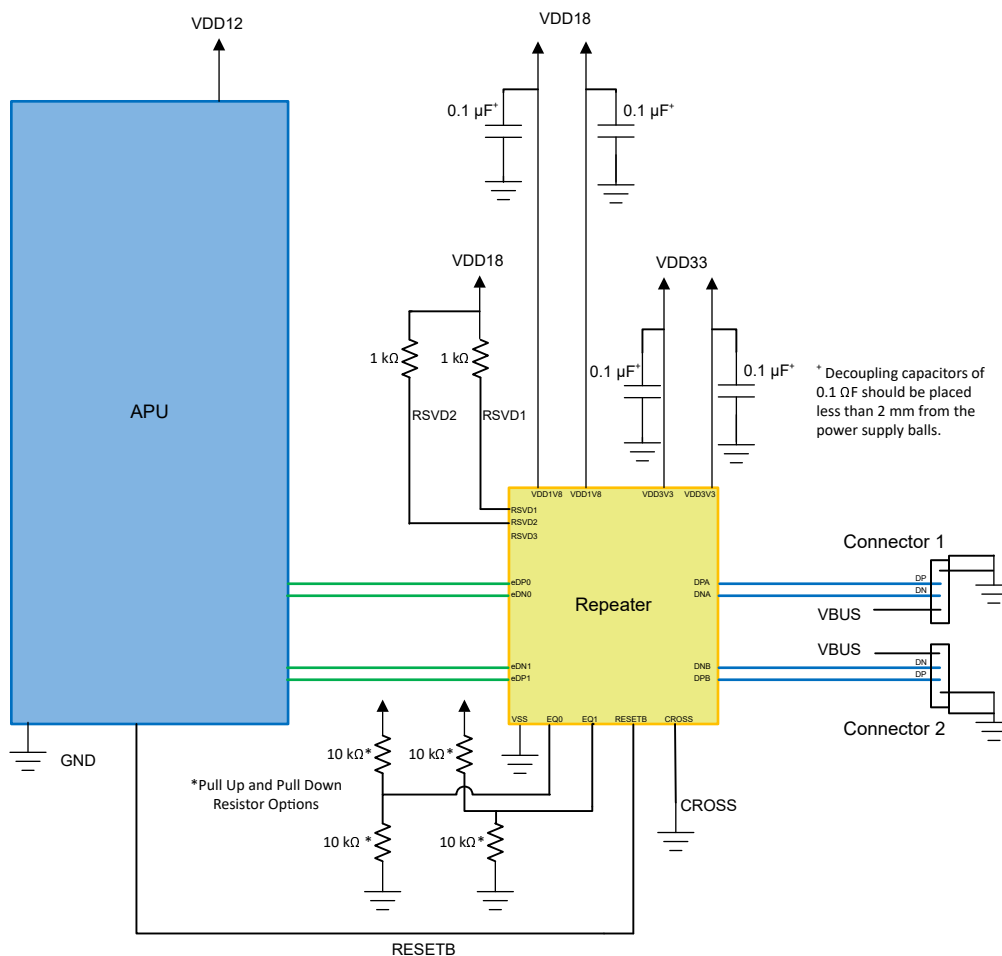 VDD12
VDD18
0.1 µF+
0.1 µF+
VDD18
VDD33
1 kΩ
1 kΩ
0.1 µF+
0.1 µF+
+ Decoupling capacitors of
0.1 ΩF should be placed
less than 2 mm from the
power supply balls.
APU
RSVD2
RSVD1
VDD1V8
VDD1V8
VDD3V3
VDD3V3
RSVD1
RSVD2
RSVD3
Connector 1
eDP0
eDN0
DPA
DNA
DP
DN
Repeater
VBUS
VBUS
eDN1
eDP1
DNB
DPB
DN
DP
VSS
EQ0
EQ1
RESETB
CROSS
Connector 2
GND
10 kΩ*
10 kΩ*
*Pull Up and Pull Down
Resistor Options
CROSS
10 kΩ*
10 kΩ*
RESETB